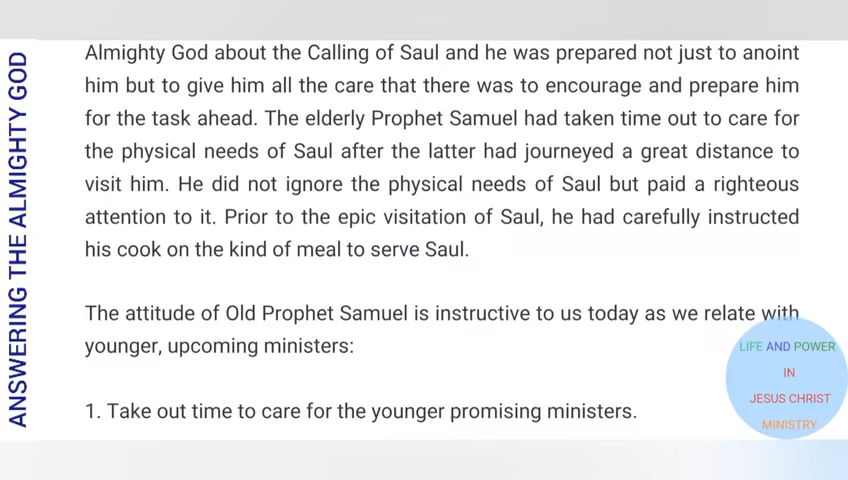 ANSWERING THE ALMIGHTY GOD
Almighty God about the Calling of Saul and he was prepared not just to anoint
him but to give him all the care that there was to encourage and prepare him
for the task ahead. The elderly Prophet Samuel had taken time out to care for
the physical needs of Saul after the latter had journeyed a great distance to
visit him. He did not ignore the physical needs of Saul but paid a righteous
attention to it. Prior to the epic visitation of Saul, he had carefully instructed
his cook on the kind of meal to serve Saul.
The attitude of Old Prophet Samuel is instructive to us today as we relate with
younger, upcoming ministers:
1. Take out time to care for the younger promising ministers.
LIFE AND POWER
IN
JESUS CHRIST
MINISTRY